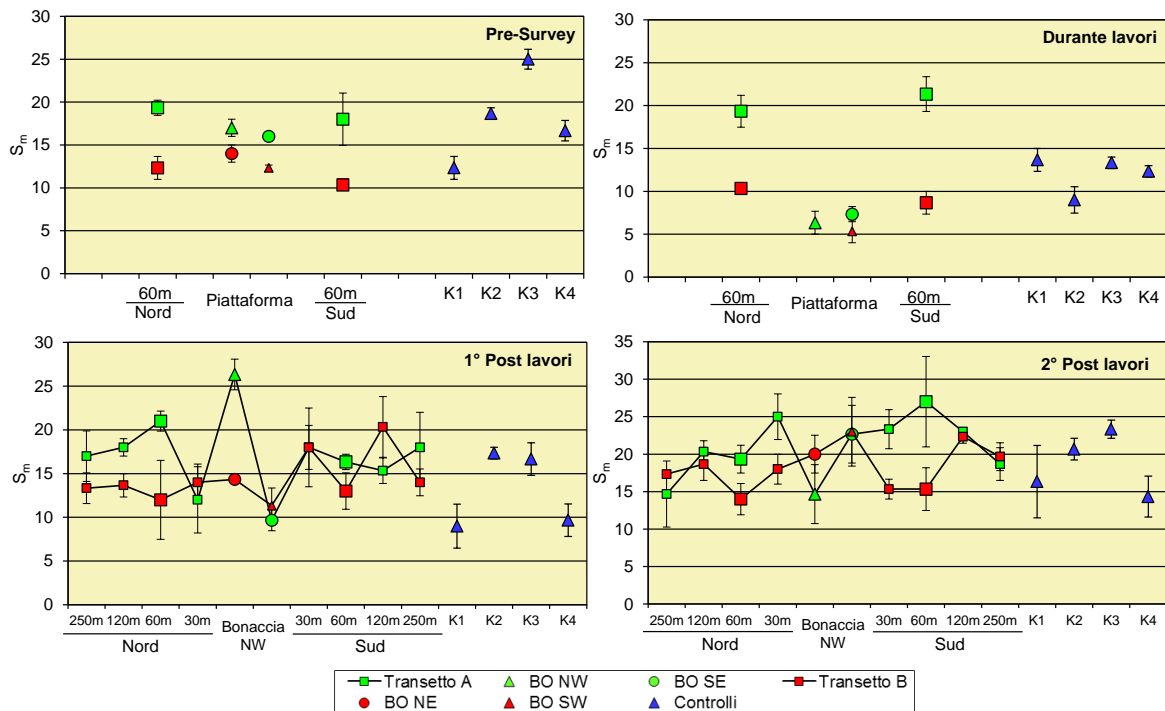 Pre-Survey
30
25
20
15
10
5
0
Sm
60m
Nord
Piattaforma
60m
Sud
K1 K2 K3 K4
Durante lavori
30
25
20
15
10
5
0
Sm
60m
Nord
Piattaforma
60m
Sud
K1 K2 K3 K4
1° Post lavori
30
25
20
15
10
5
0
Sm
250m 120m 60m 30m
Nord
Bonaccia
NW
30m 60m 120m 250m
Sud
K1 K2 K3 K4
2° Post lavori
35
30
25
20
15
10
5
0
Sm
250m 120m 60m 30m
Nord
Bonaccia
NW
30m 60m 120m 250m
Sud
K1 K2 K3 K4
Transetto A BO NW BO SE Transetto B
BO NE BO SW Controlli